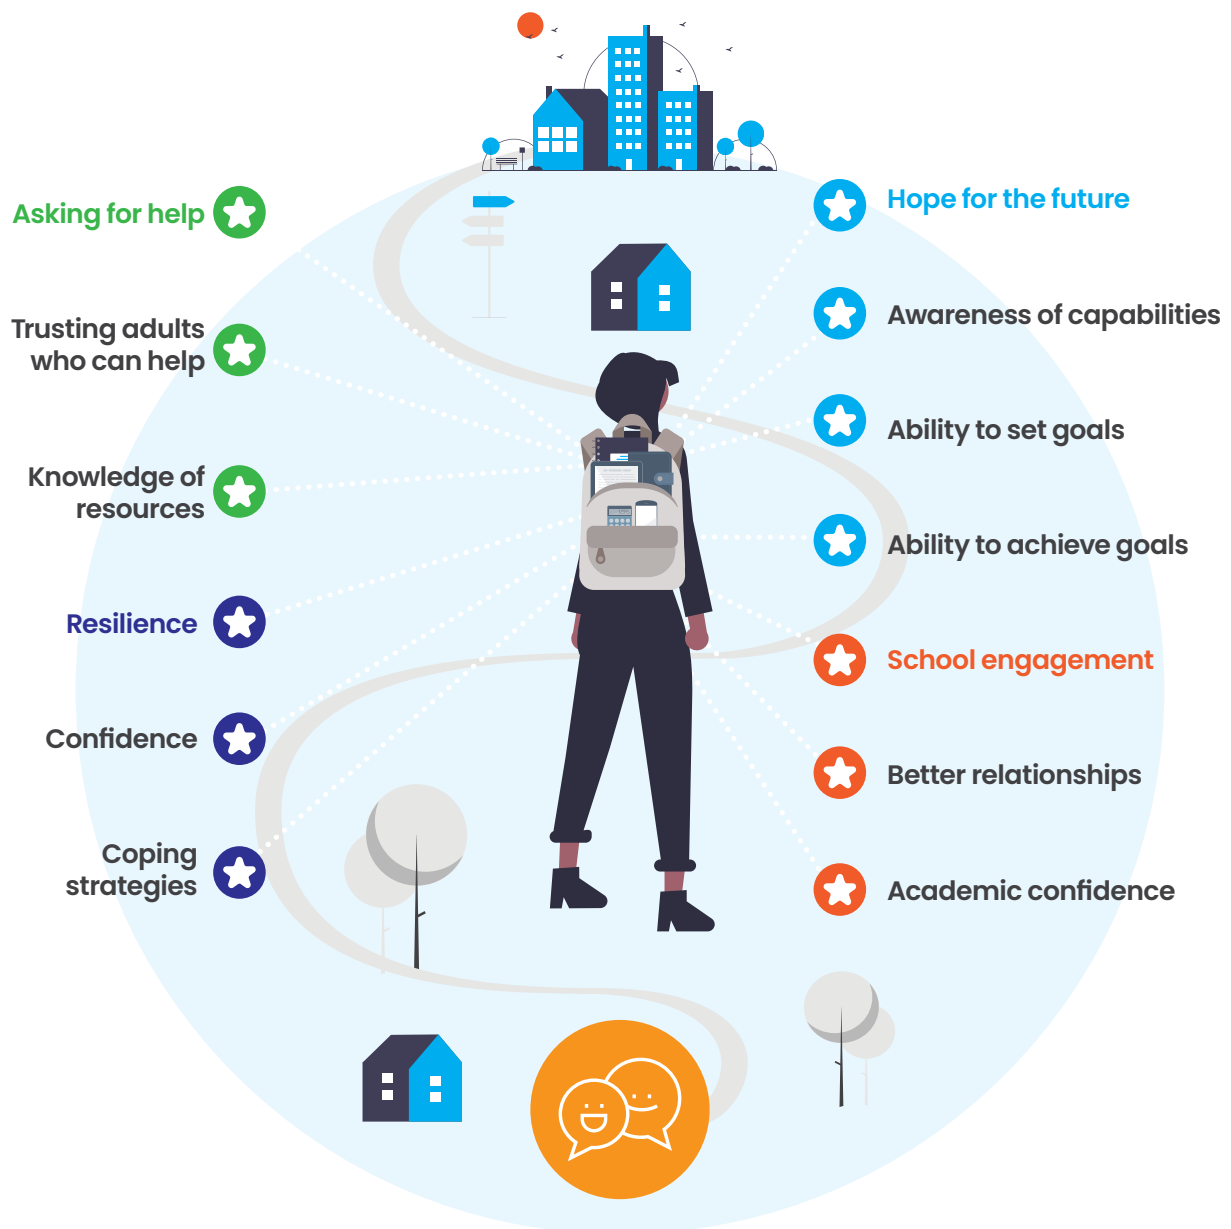 Asking for help
Trusting adults
who can help
Knowledge of
resources
Resilience
Confidence
Coping
strategies
Hope for the future
Awareness of capabilities
Ability to set goals
Ability to achieve goals
School engagement
Better relationships
Academic confidence